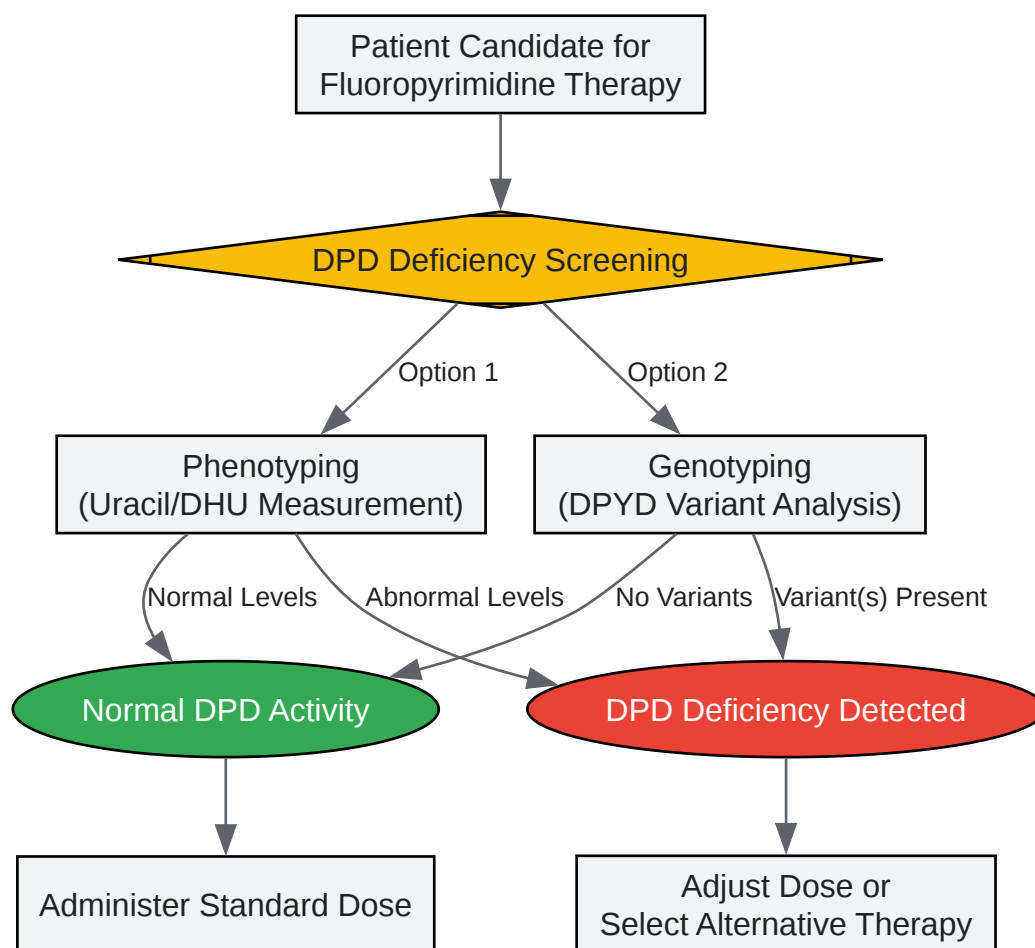 Patient Candidate for
Fluoropyrimidine Therapy
DPD Deficiency Screening
Option 1
Option 2
Phenotyping
(Uracil/DHU Measurement)
Genotyping
(DPYD Variant Analysis)
Normal Levels
Abnormal Levels
No Variants
Variant(s) Present
Normal DPD Activity
DPD Deficiency Detected
Administer Standard Dose
Adjust Dose or
Select Alternative Therapy